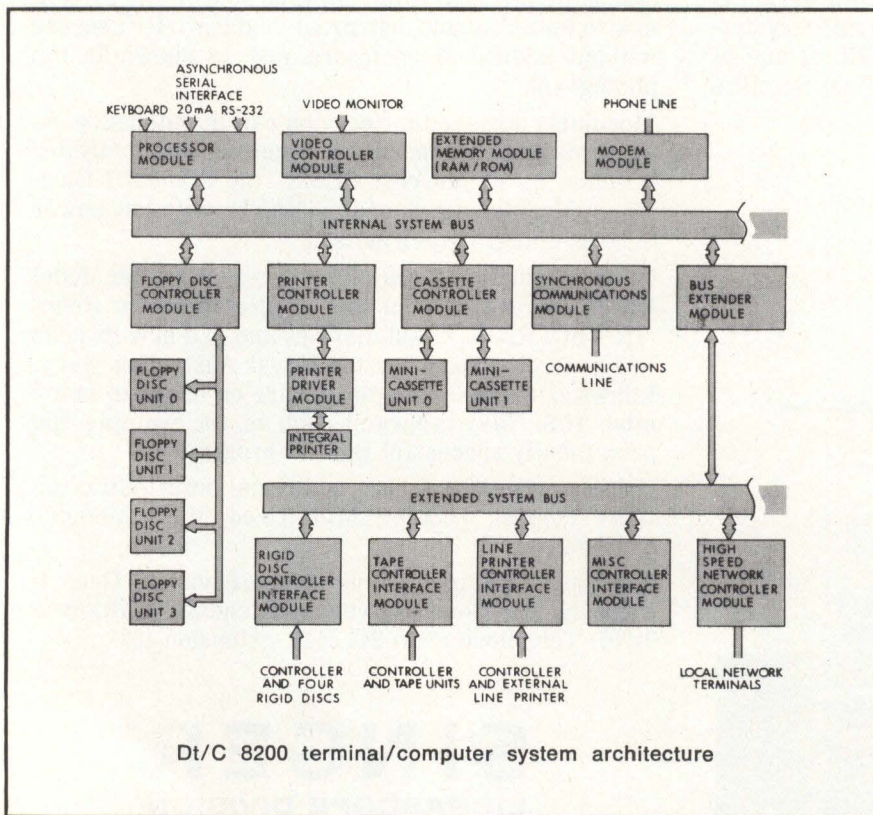 ASYNCHRONOUS
SERIAL
INTERFACE
KEYBOARD
20mA RS-232
VIDEO MONITOR
PHONE LINE
PROCESSOR
MODULE
VIDEO
CONTROLLER
MODULE
EXTENDED
MEMORY MODULE
(RAM/ROM)
MODEM
MODULE
INTERNAL SYSTEM BUS
FLOPPY DISC
CONTROLLER
MODULE
PRINTER
CONTROLLER
MODULE
CASSETTE
CONTROLLER
MODULE
SYNCHRONOUS
COMMUNICATIONS
MODULE
BUS
EXTENDER
MODULE
FLOPPY
DISC
UNIT 0
PRINTER
DRIVER
MODULE
MINI-
CASSETTE
UNIT 0
MINI-
CASSETTE
UNIT 1
COMMUNICATIONS
LINE
INTEGRAL
PRINTER
FLOPPY
DISC
UNIT 1
FLOPPY
DISC
UNIT 2
FLOPPY
DISC
UNIT 3
EXTENDED SYSTEM BUS
RIGID
DISC
CONTROLLER
INTERFACE
MODULE
TAPE
CONTROLLER
INTERFACE
MODULE
LINE
PRINTER
CONTROLLER
INTERFACE
MODULE
MISC
CONTROLLER
INTERFACE
MODULE
HIGH
SPEED
NETWORK
CONTROLLER
MODULE
CONTROLLER
AND FOUR
RIGID DISCS
CONTROLLER
AND TAPE UNITS
CONTROLLER
AND EXTERNAL
LINE PRINTER
LOCAL NETWORK
TERMINALS
Dt/C 8200 terminal/computer system architecture